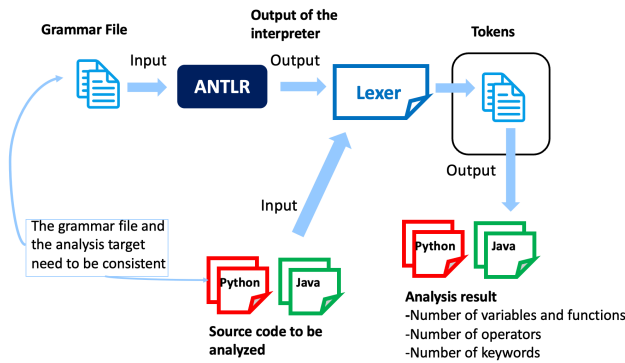 Grammar File
Output of the
interpreter
Tokens
Input
Output
ANTLR
Lexer
Output
Input
The grammar file and
the analysis target
need to be consistent
Python
Java
Python
Java
Source code to be
analyzed
Analysis result
-Number of variables and functions
-Number of operators
-Number of keywords